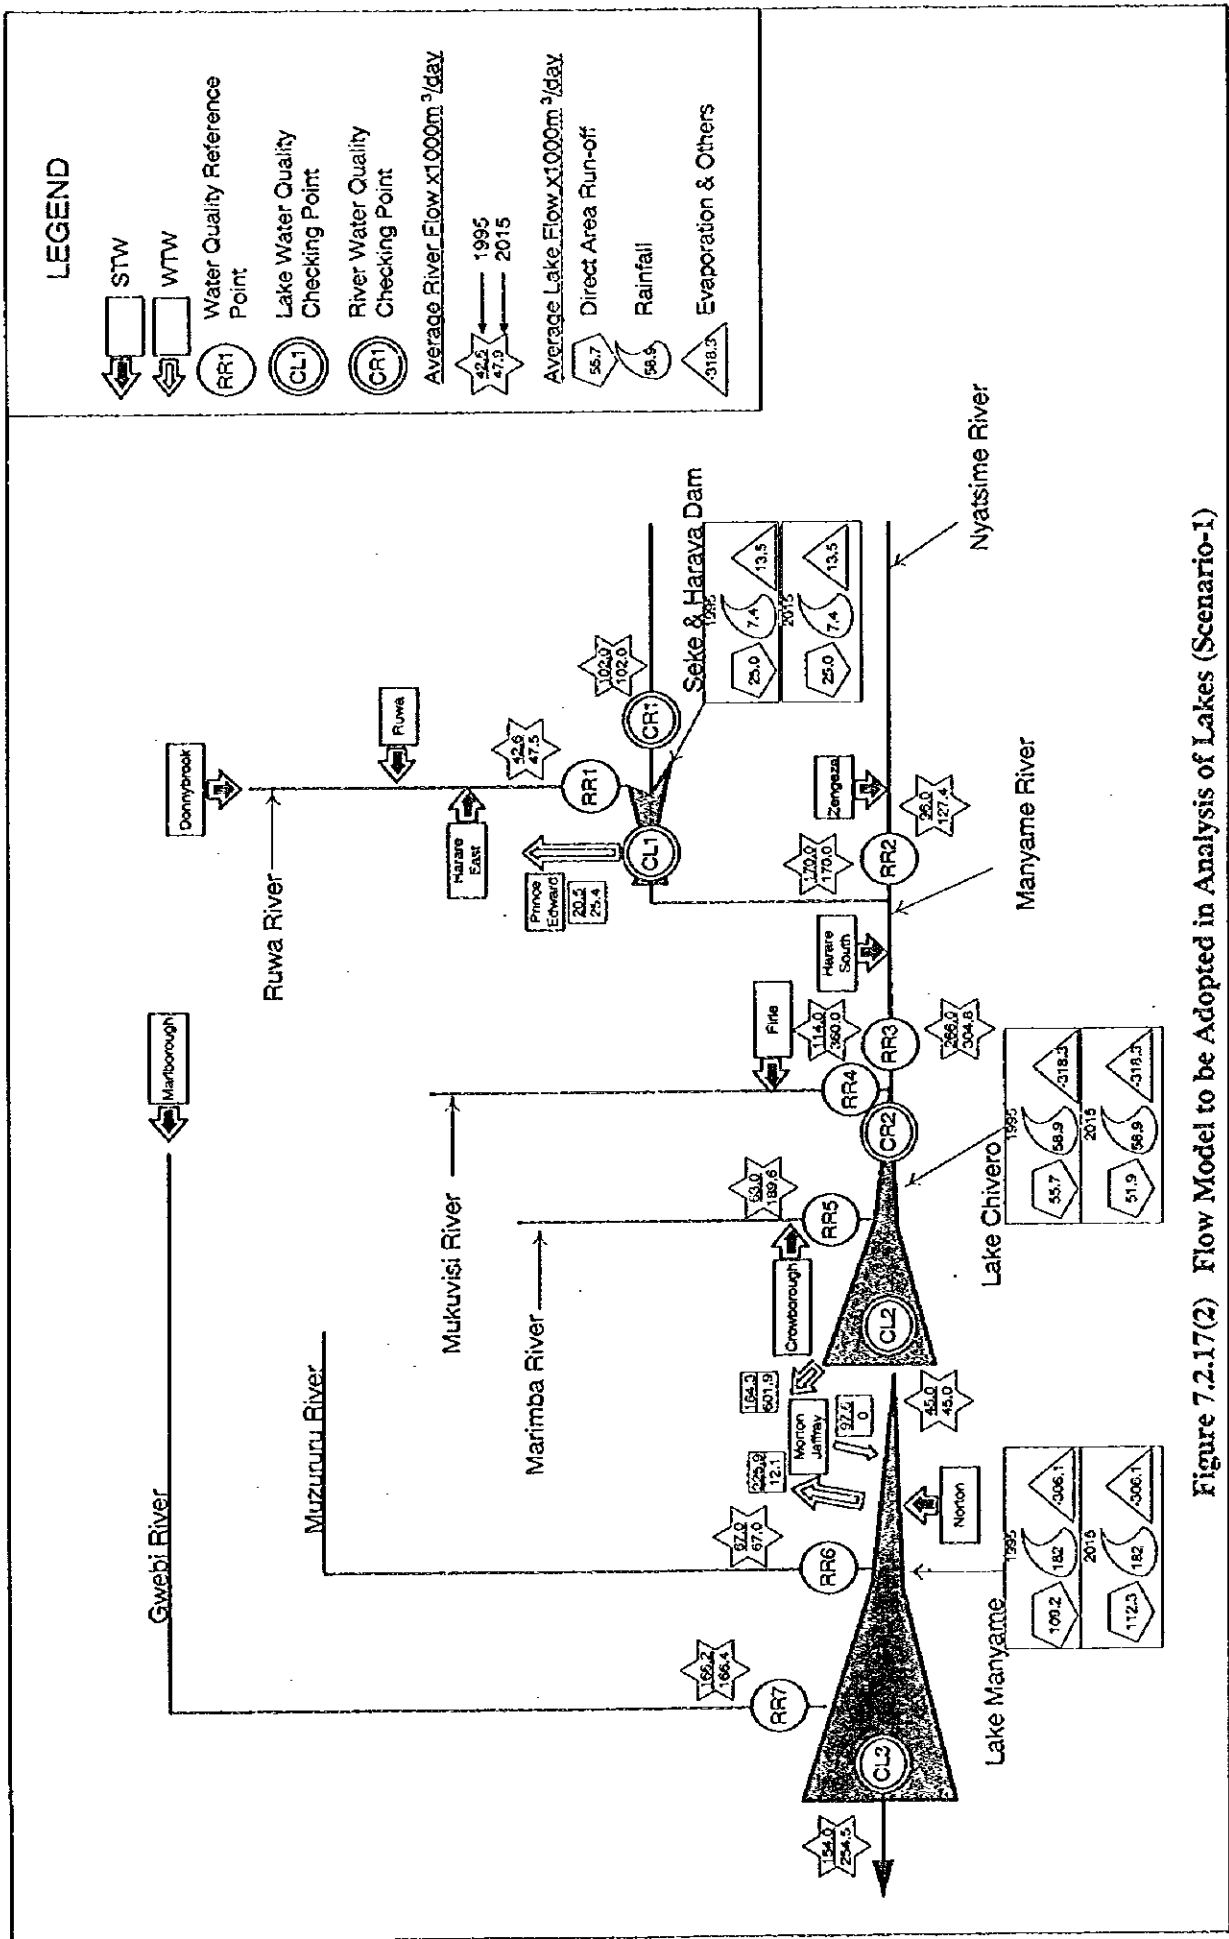 LEGEND
STW
WTW
RR1
Water Quality Reference
Point
CL1
Lake Water Quality
Checking Point
CR1
River Water Quality
Checking Point
Average River Flow x1000m³/day
42.6
47.9
1995
2015
Average Lake Flow x1000m³/day
55.7
Direct Area Run-off
58.9
Rainfall
-318.3
Evaporation & Others
Gwebi River
Marlborough
Muzururu River
Mukuvisi River
Marimba River
Ruwa River
Donnybrook
Ruwa
Harare
East
42.6
47.5
RR1
102.0
102.0
CR1
CL1
Prince
Edward
20.5
25.4
Seke & Harava Dam
1995
25.0
7.4
13.5
2015
25.0
7.4
13.5
Nyatsime River
Zengeza
96.0
127.4
RR2
170.0
170.0
Manyame River
Harare
South
Firle
114.0
360.0
RR4
RR3
266.0
304.8
CR2
63.0
189.6
RR5
Crowborough
CL2
Lake Chivero
1995
55.7
58.9
-318.3
2015
51.9
58.9
-318.3
164.3
601.9
Morton
Jaffray
97.0
0
225.9
12.1
45.0
45.0
Norton
67.0
67.0
RR6
166.2
166.4
RR7
CL3
154.0
254.5
Lake Manyame
1995
109.2
182
-306.1
2015
112.3
182
-306.1
Figure 7.2.17(2) Flow Model to be Adopted in Analysis of Lakes (Scenario-1)